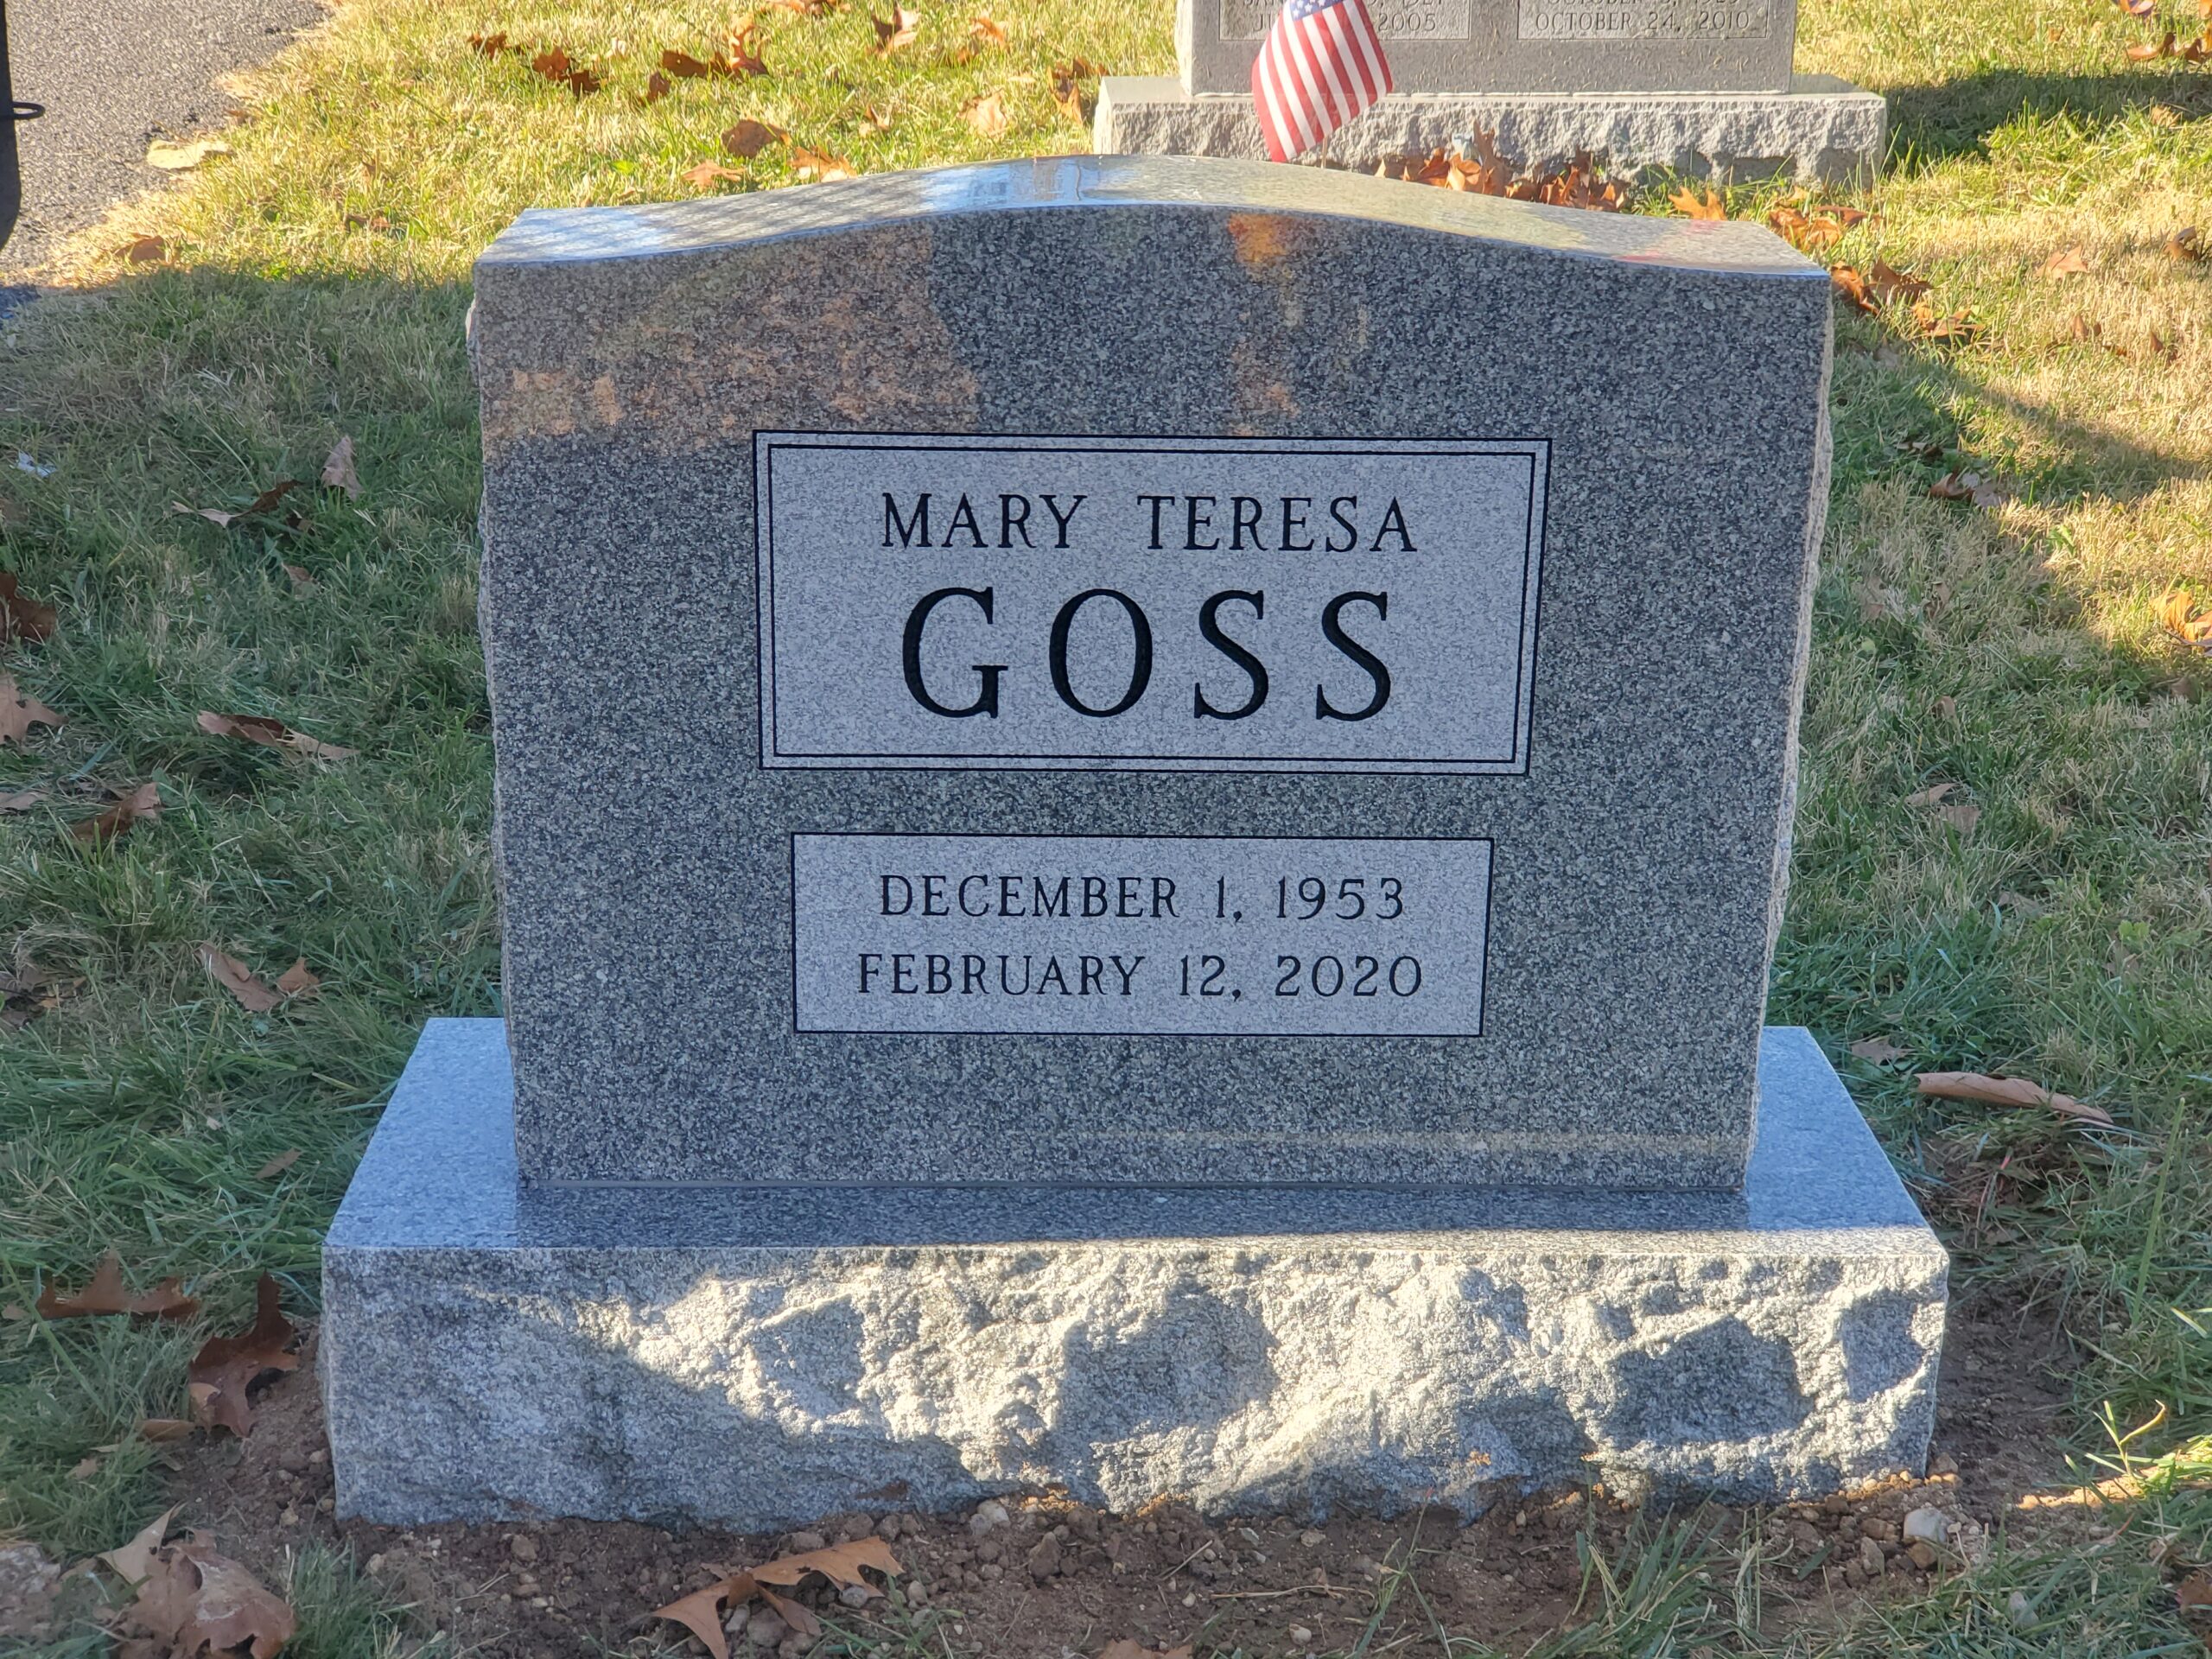 2005
OCTOBER 24, 2010
MARY TERESA
GOSS
DECEMBER 1, 1953
FEBRUARY 12, 2020